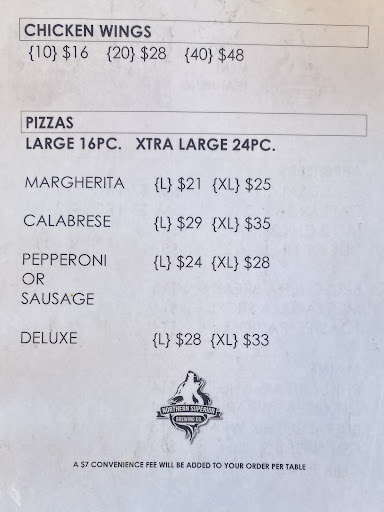 CHICKEN WINGS
{10} $16 {20} $28 {40} $48
PIZZAS
LARGE 16PC. XTRA LARGE 24PC.
MARGHERITA {L} $21 {XL} $25
CALABRESE {L} $29 {XL} $35
PEPPERONI {L} $24 {XL} $28
OR
SAUSAGE
DELUXE {L} $28 {XL} $33
NORTHERN SUPERIOR
BREWING CO.
A $7 CONVENIENCE FEE WILL BE ADDED TO YOUR ORDER PER TABLE